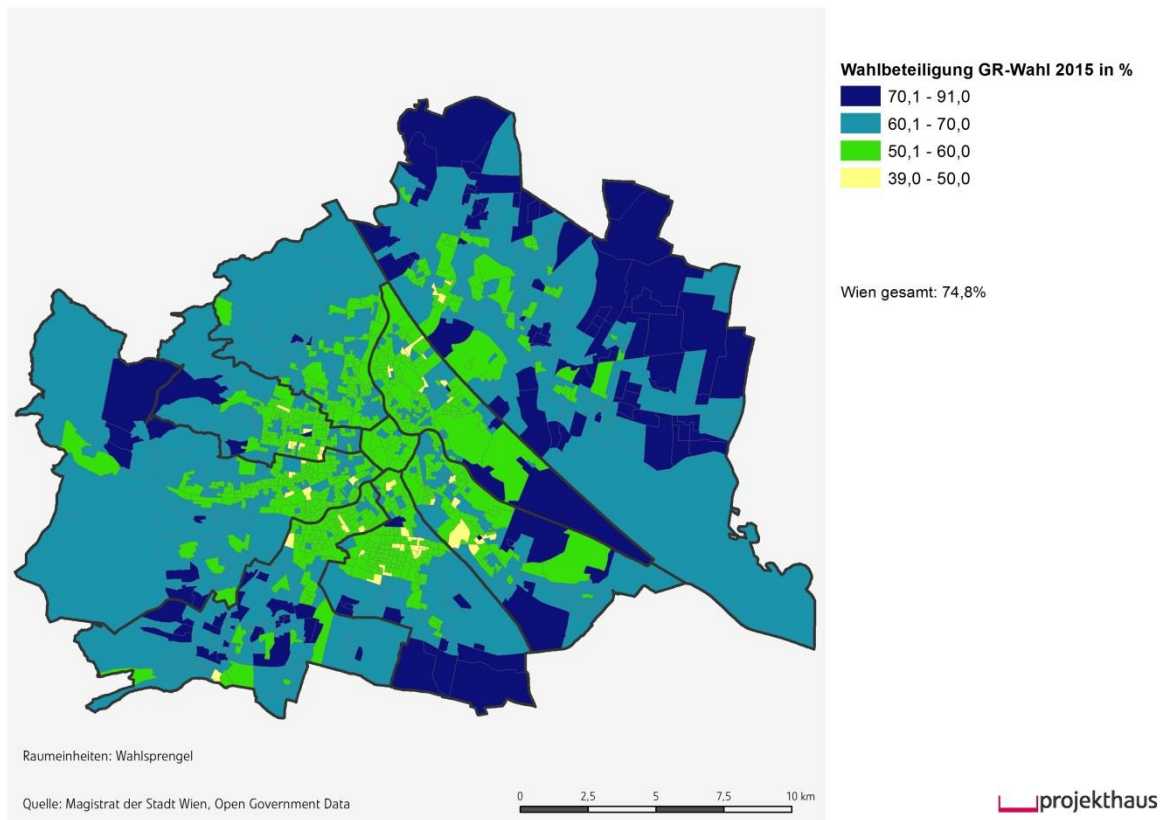 Wahlbeteiligung GR-Wahl 2015 in %
70,1 - 91,0
60,1 - 70,0
50,1 - 60,0
39,0 - 50,0
Wien gesamt: 74,8%
Raumeinheiten: Wahlsprengel
Quelle: Magistrat der Stadt Wien, Open Government Data
0 2,5 5 7,5 10 km
projekthaus